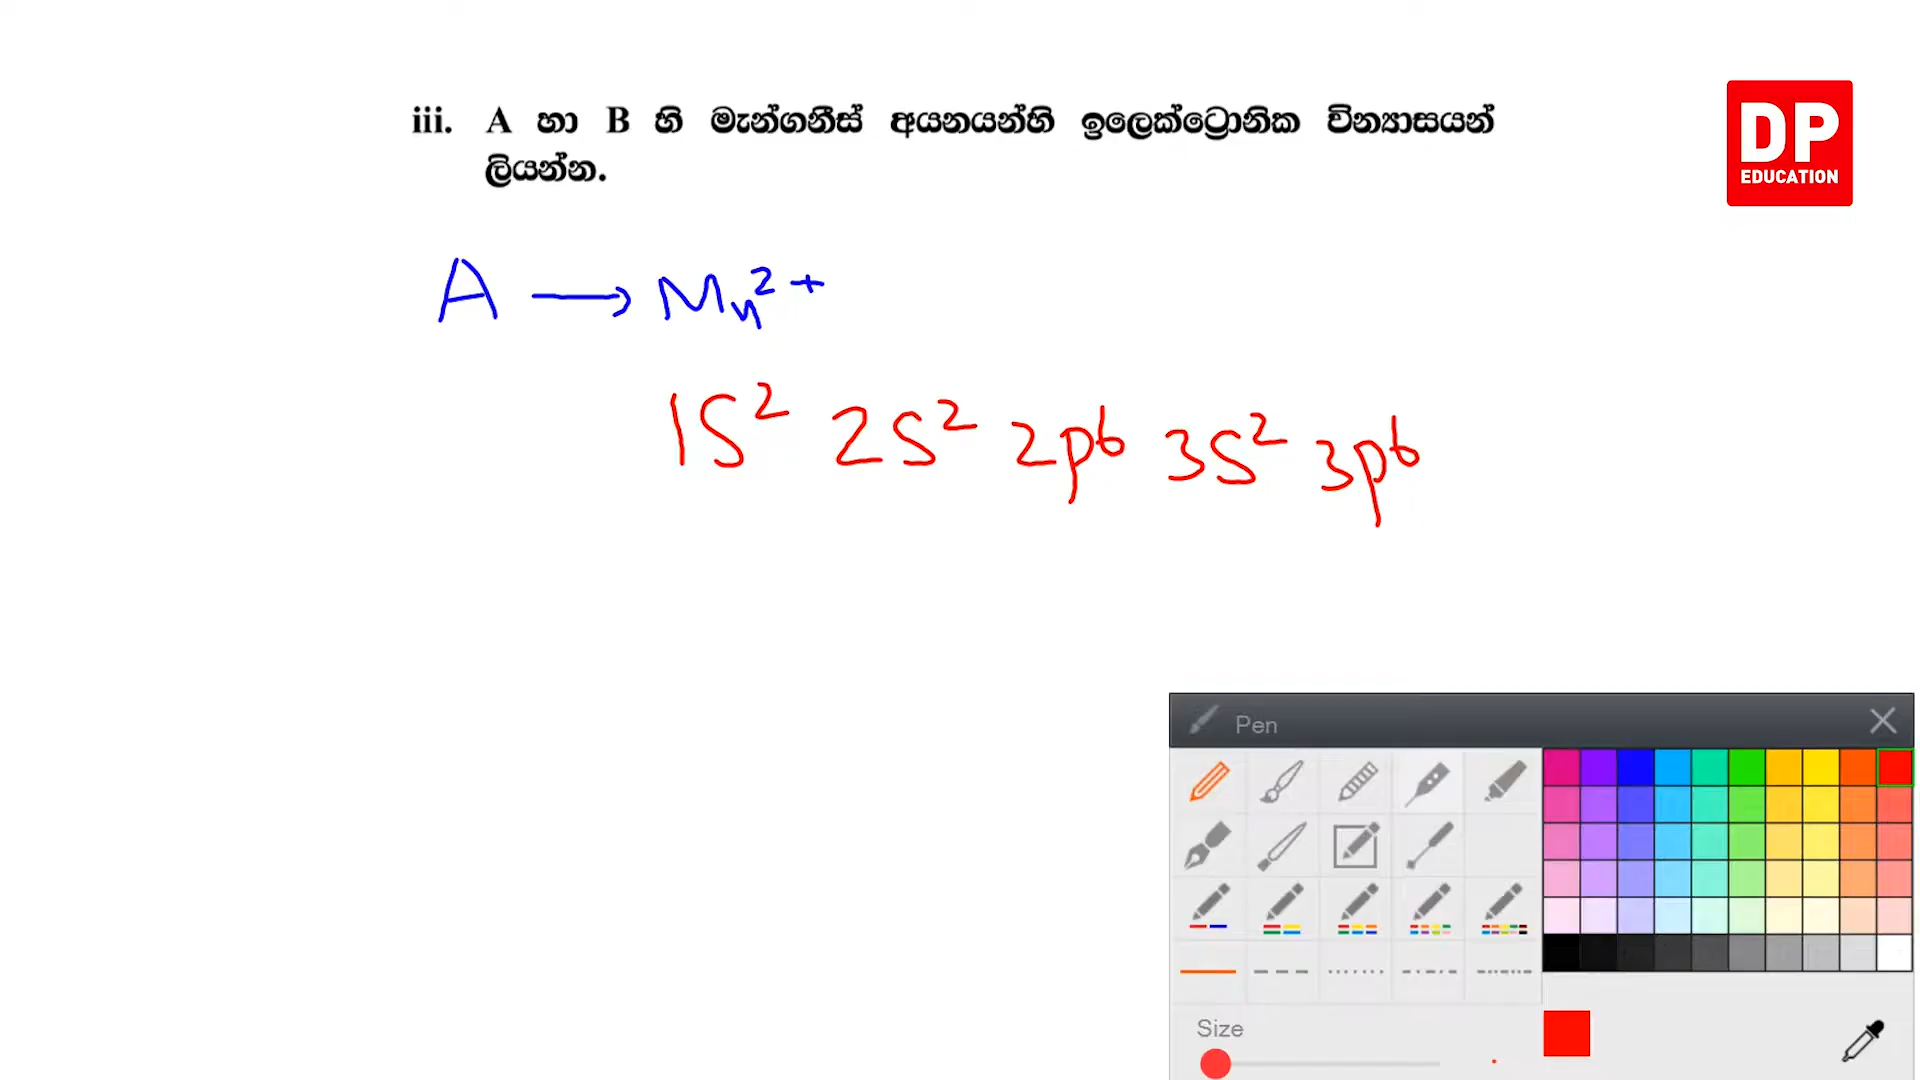 iii. A හා B හි මැන්ගනීස් අයනයන්හි ඉලෙක්ට්‍රොනික වින්‍යාසයන්
ලියන්න.
DP
EDUCATION
A → Mn²⁺
1S² 2S² 2p⁶ 3S² 3p⁶
Pen
Size